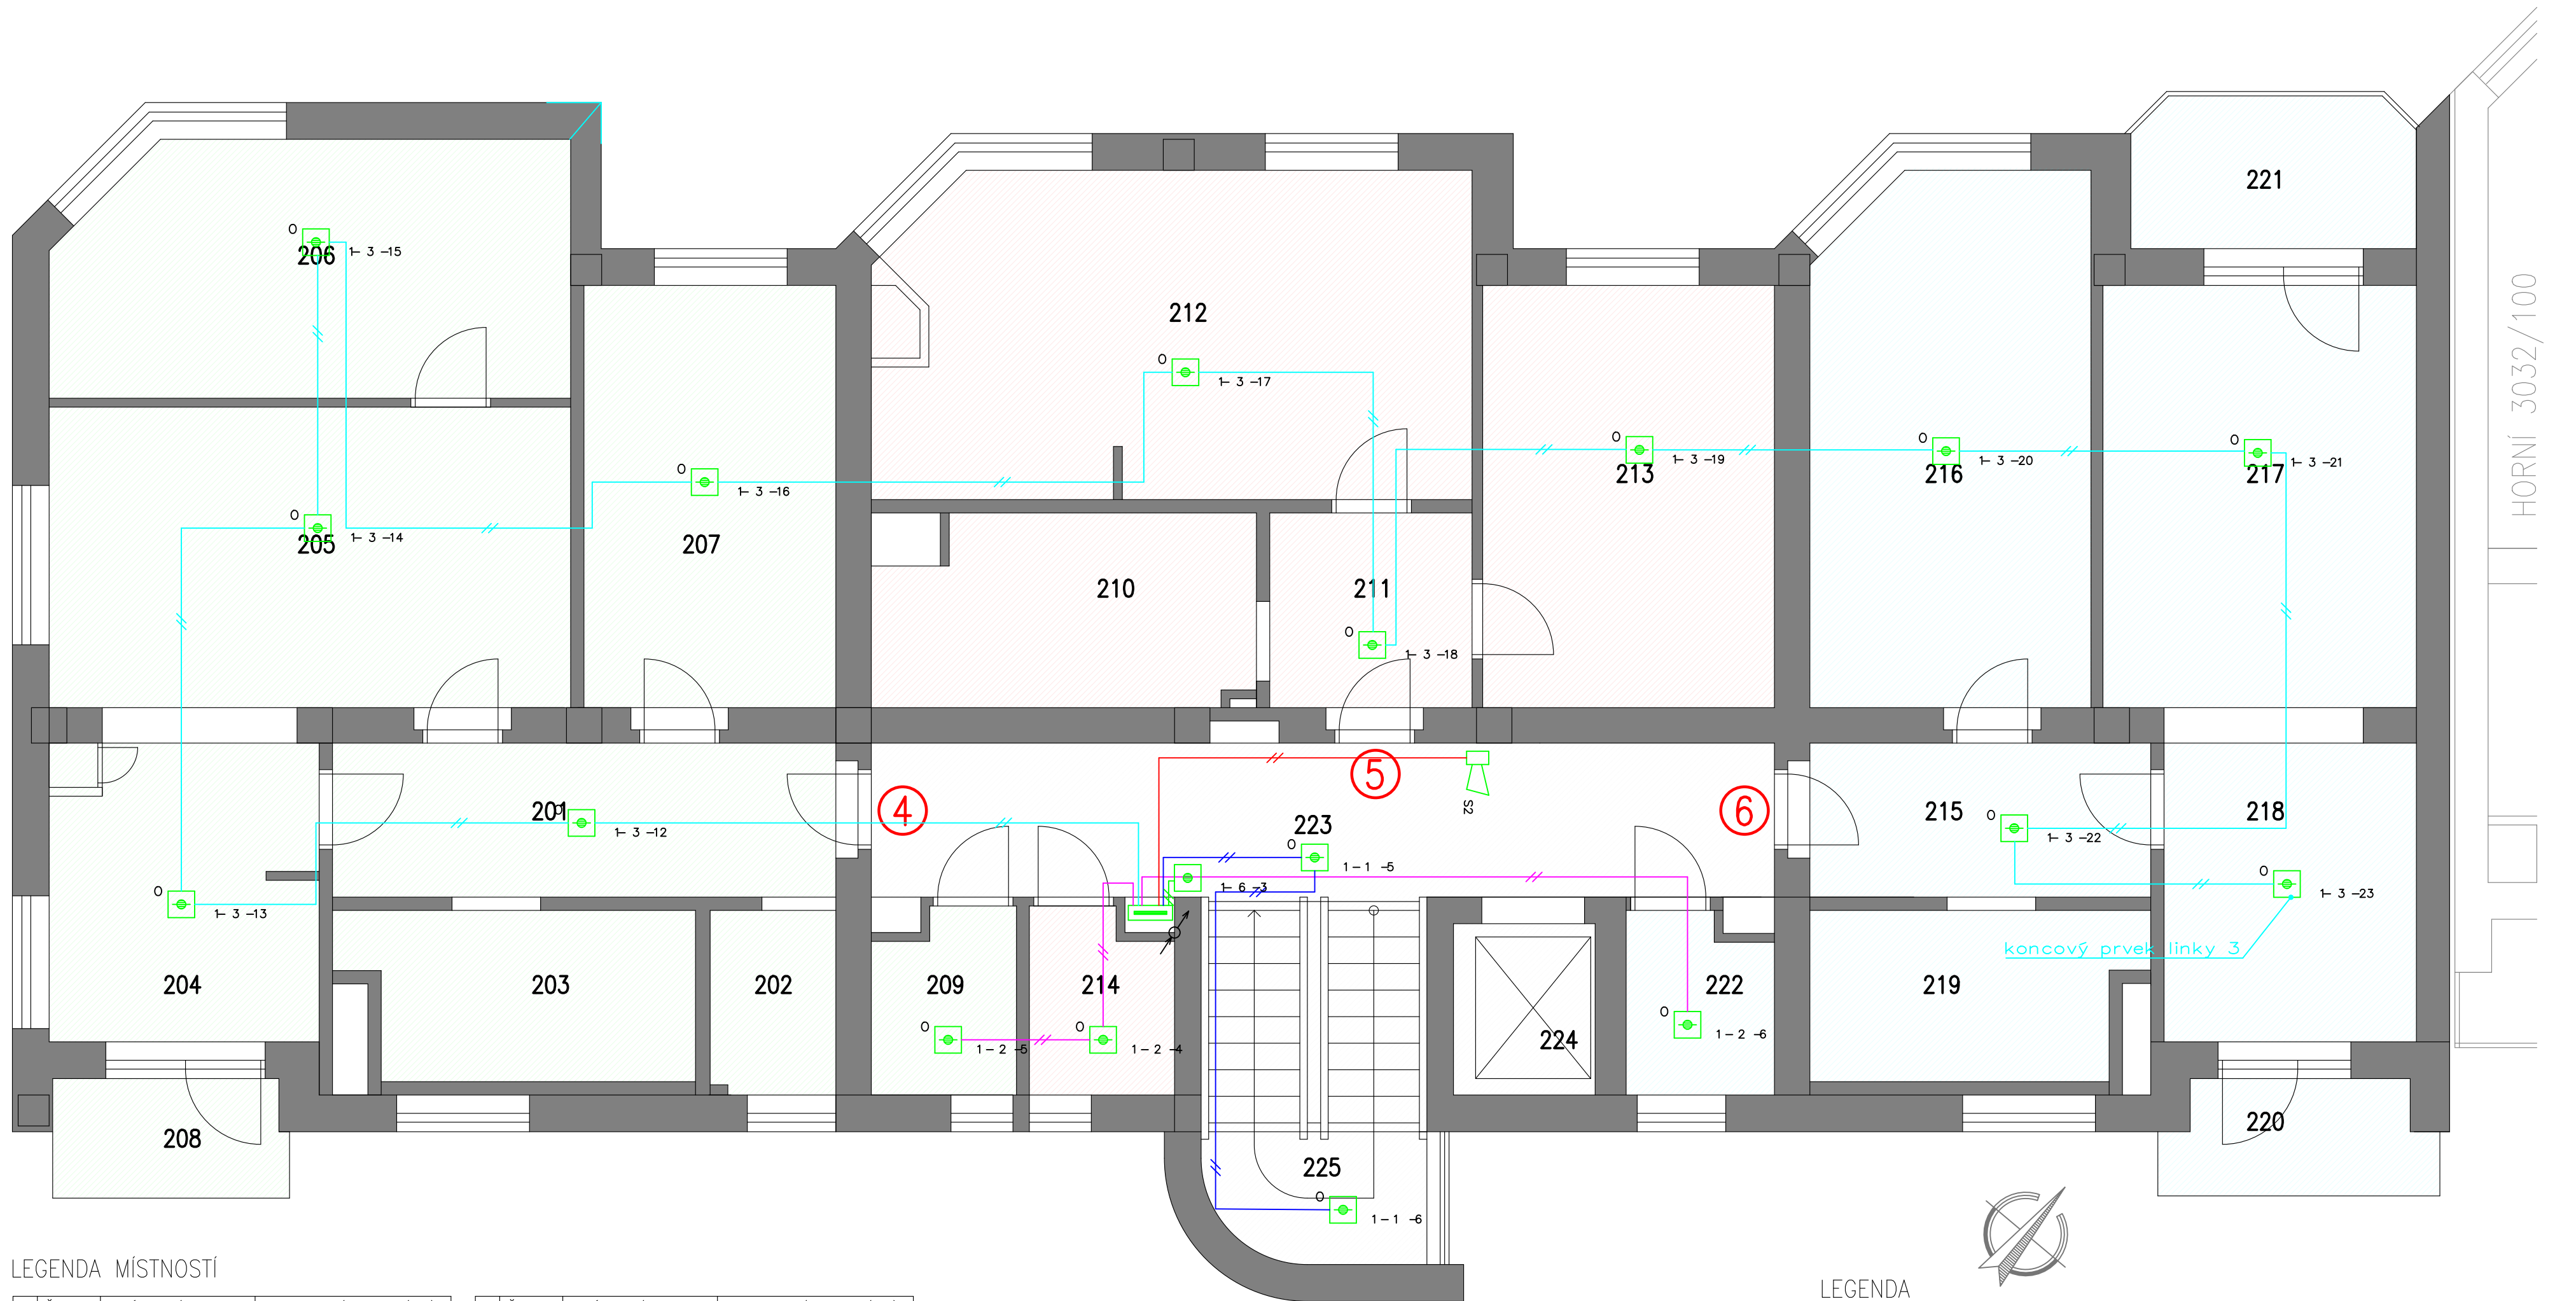 221
206
O
1- 3 -15
HORNÍ 3032/100
212
O
1- 3 -17
O
1- 3 -19
213
O
1- 3 -20
216
O
1- 3 -21
217
O
1- 3 -16
207
O
1- 3 -14
205
210
211
O
1- 3 -18
4
5
6
S2
201
O
1- 3 -12
223
O
1-1 -5
1- 6 -3
215
O
1- 3 -22
218
O
1- 3 -23
O
1- 3 -13
koncový prvek linky 3
204
203
202
209
214
222
219
224
O
1- 2 -5
O
1- 2 -4
O
1- 2 -6
208
220
225
O
1-1 -6
LEGENDA MÍSTNOSTÍ
LEGENDA